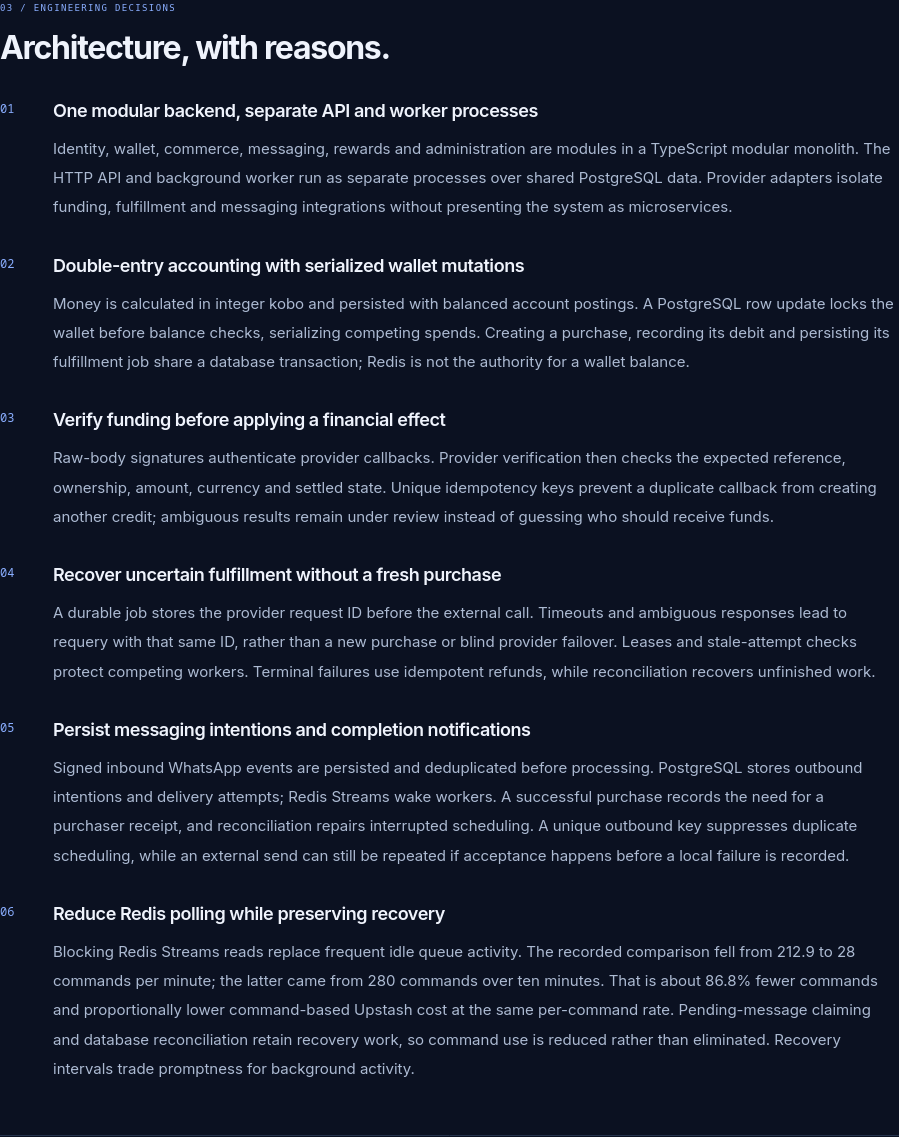 03 / ENGINEERING DECISIONS
Architecture, with reasons.
01
One modular backend, separate API and worker processes
Identity, wallet, commerce, messaging, rewards and administration are modules in a TypeScript modular monolith. The
HTTP API and background worker run as separate processes over shared PostgreSQL data. Provider adapters isolate
funding, fulfillment and messaging integrations without presenting the system as microservices.
02
Double-entry accounting with serialized wallet mutations
Money is calculated in integer kobo and persisted with balanced account postings. A PostgreSQL row update locks the
wallet before balance checks, serializing competing spends. Creating a purchase, recording its debit and persisting its
fulfillment job share a database transaction; Redis is not the authority for a wallet balance.
03
Verify funding before applying a financial effect
Raw-body signatures authenticate provider callbacks. Provider verification then checks the expected reference,
ownership, amount, currency and settled state. Unique idempotency keys prevent a duplicate callback from creating
another credit; ambiguous results remain under review instead of guessing who should receive funds.
04
Recover uncertain fulfillment without a fresh purchase
A durable job stores the provider request ID before the external call. Timeouts and ambiguous responses lead to
requery with that same ID, rather than a new purchase or blind provider failover. Leases and stale-attempt checks
protect competing workers. Terminal failures use idempotent refunds, while reconciliation recovers unfinished work.
05
Persist messaging intentions and completion notifications
Signed inbound WhatsApp events are persisted and deduplicated before processing. PostgreSQL stores outbound
intentions and delivery attempts; Redis Streams wake workers. A successful purchase records the need for a
purchaser receipt, and reconciliation repairs interrupted scheduling. A unique outbound key suppresses duplicate
scheduling, while an external send can still be repeated if acceptance happens before a local failure is recorded.
06
Reduce Redis polling while preserving recovery
Blocking Redis Streams reads replace frequent idle queue activity. The recorded comparison fell from 212.9 to 28
commands per minute; the latter came from 280 commands over ten minutes. That is about 86.8% fewer commands
and proportionally lower command-based Upstash cost at the same per-command rate. Pending-message claiming
and database reconciliation retain recovery work, so command use is reduced rather than eliminated. Recovery
intervals trade promptness for background activity.